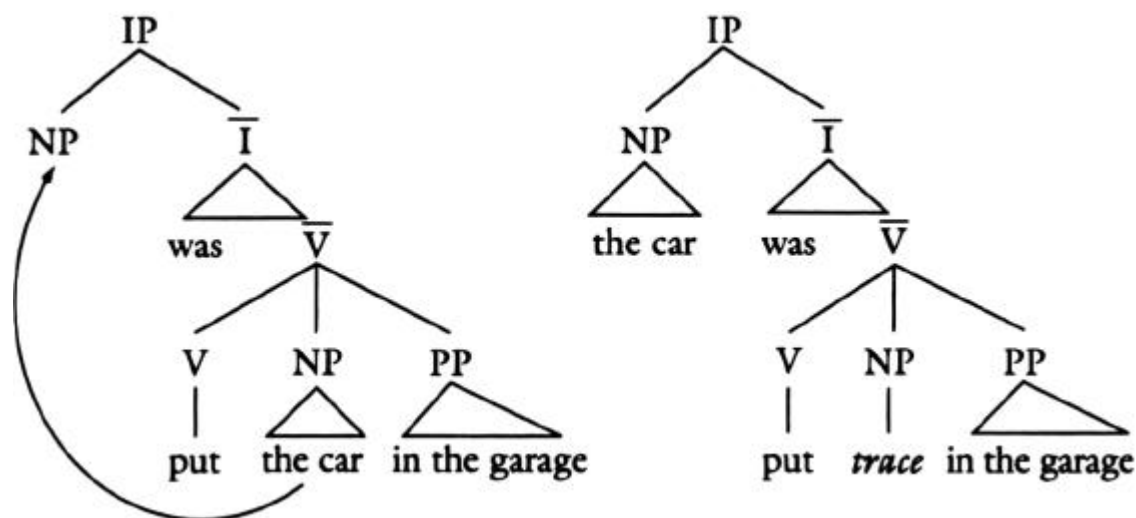 IP IP
NP I̅ NP I̅
was V̅ the car was V̅
V NP PP V NP PP
put the car in the garage put trace in the garage